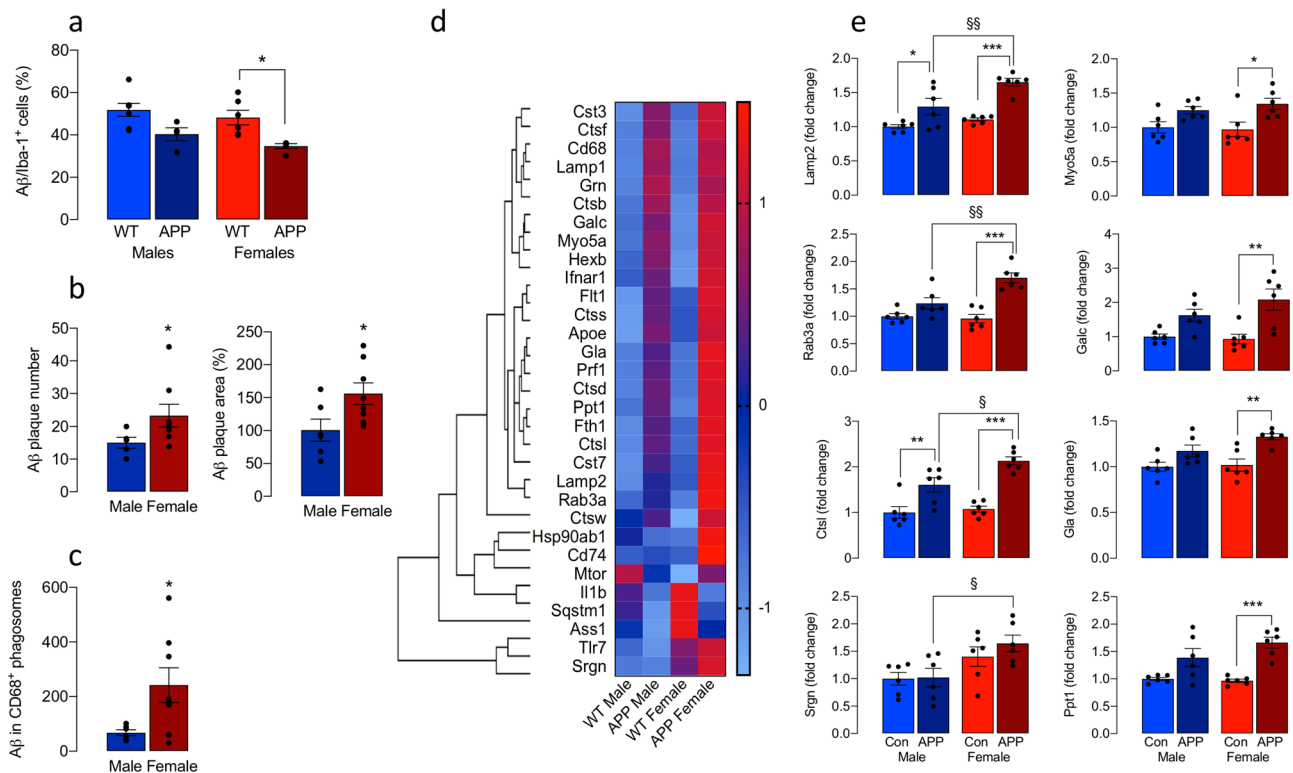 a
Aβ/Iba-1⁺ cells (%)
80
60
40
20
0
*
WT APP WT APP
Males Females
b
Aβ plaque number
50
40
30
20
10
0
*
Male Female
Aβ plaque area (%)
250
200
150
100
50
0
*
Male Female
c
Aβ in CD68⁺ phagosomes
600
400
200
0
*
Male Female
d
Cst3
Ctsf
Cd68
Lamp1
Grn
Ctsb
Galc
Myo5a
Hexb
Ifnar1
Flt1
Ctss
Apoe
Gla
Prf1
Ctsd
Ppt1
Fth1
Ctsl
Cst7
Lamp2
Rab3a
Ctsw
Hsp90ab1
Cd74
Mtor
Il1b
Sqstm1
Ass1
Tlr7
Srgn
WT Male
APP Male
WT Female
APP Female
1
0
-1
e
Lamp2 (fold change)
2.0
1.5
1.0
0.5
0.0
*
§§
***
Myo5a (fold change)
2.0
1.5
1.0
0.5
0.0
*
Rab3a (fold change)
2.5
2.0
1.5
1.0
0.5
0.0
§§
***
Galc (fold change)
4
3
2
1
0
**
Ctsl (fold change)
3
2
1
0
**
§
***
Gla (fold change)
1.5
1.0
0.5
0.0
**
Srgn (fold change)
2.5
2.0
1.5
1.0
0.5
0.0
§
Con APP Con APP
Male Female
Ppt1 (fold change)
2.5
2.0
1.5
1.0
0.5
0.0
***
Con APP Con APP
Male Female